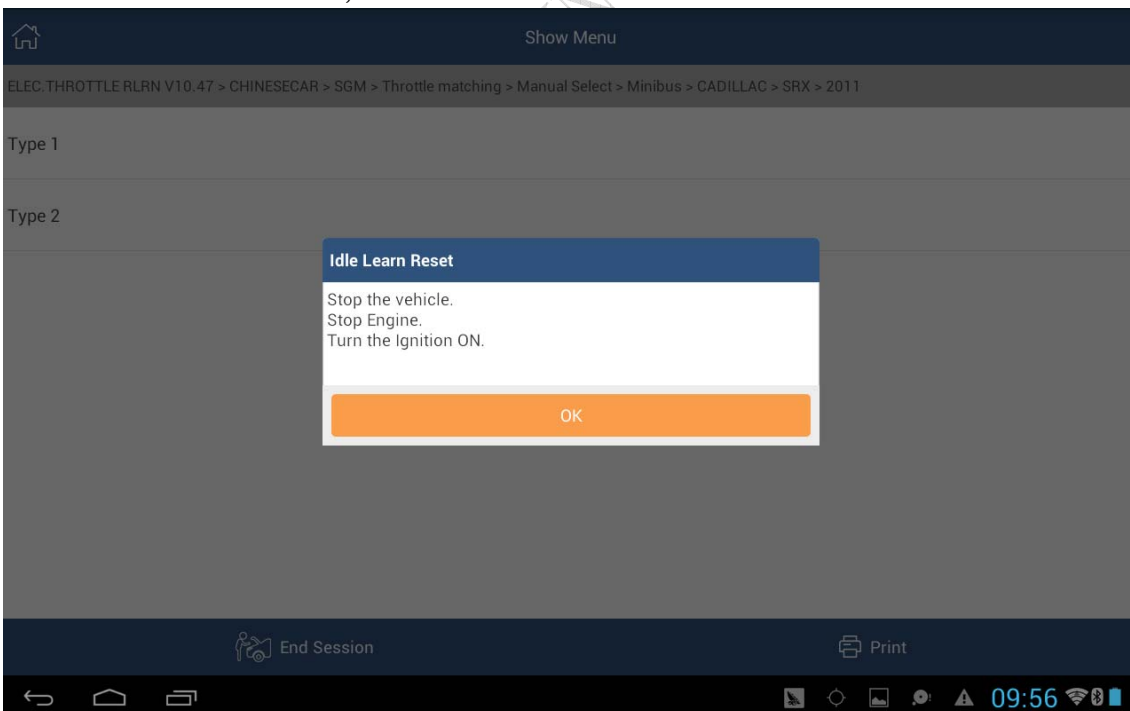 Show Menu
ELEC.THROTTLE RLRN V10.47 > CHINESECAR > SGM > Throttle matching > Manual Select > Minibus > CADILLAC > SRX > 2011
Type 1
Type 2
Idle Learn Reset
Stop the vehicle.
Stop Engine.
Turn the Ignition ON.
OK
End Session
Print
09:56